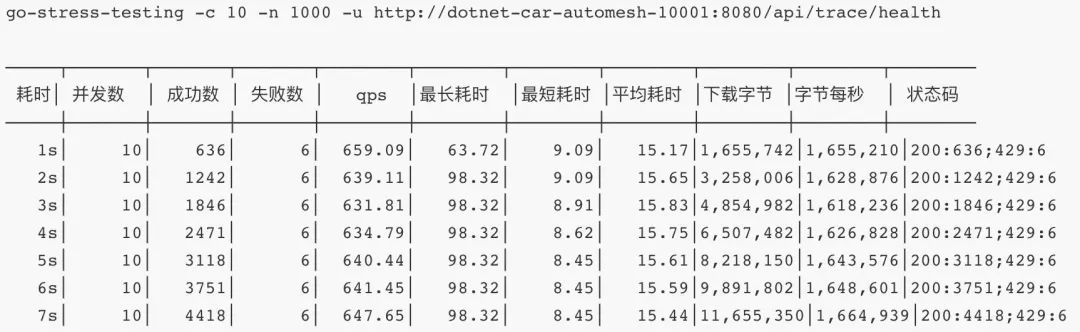 go-stress-testing -c 10 -n 1000 -u http://dotnet-car-automesh-10001:8080/api/trace/health
耗时│ 并发数│ 成功数│ 失败数│ qps│最长耗时│最短耗时│平均耗时│下载字节│字节每秒│ 状态码
1s│ 10│ 636│ 6│ 659.09│ 63.72│ 9.09│ 15.17│1,655,742│1,655,210│200:636;429:6
2s│ 10│ 1242│ 6│ 639.11│ 98.32│ 9.09│ 15.65│3,258,006│1,628,876│200:1242;429:6
3s│ 10│ 1846│ 6│ 631.81│ 98.32│ 8.91│ 15.83│4,854,982│1,618,236│200:1846;429:6
4s│ 10│ 2471│ 6│ 634.79│ 98.32│ 8.62│ 15.75│6,507,482│1,626,828│200:2471;429:6
5s│ 10│ 3118│ 6│ 640.44│ 98.32│ 8.45│ 15.61│8,218,150│1,643,576│200:3118;429:6
6s│ 10│ 3751│ 6│ 641.45│ 98.32│ 8.45│ 15.59│9,891,802│1,648,601│200:3751;429:6
7s│ 10│ 4418│ 6│ 647.65│ 98.32│ 8.45│ 15.44│11,655,350│1,664,939│200:4418;429:6